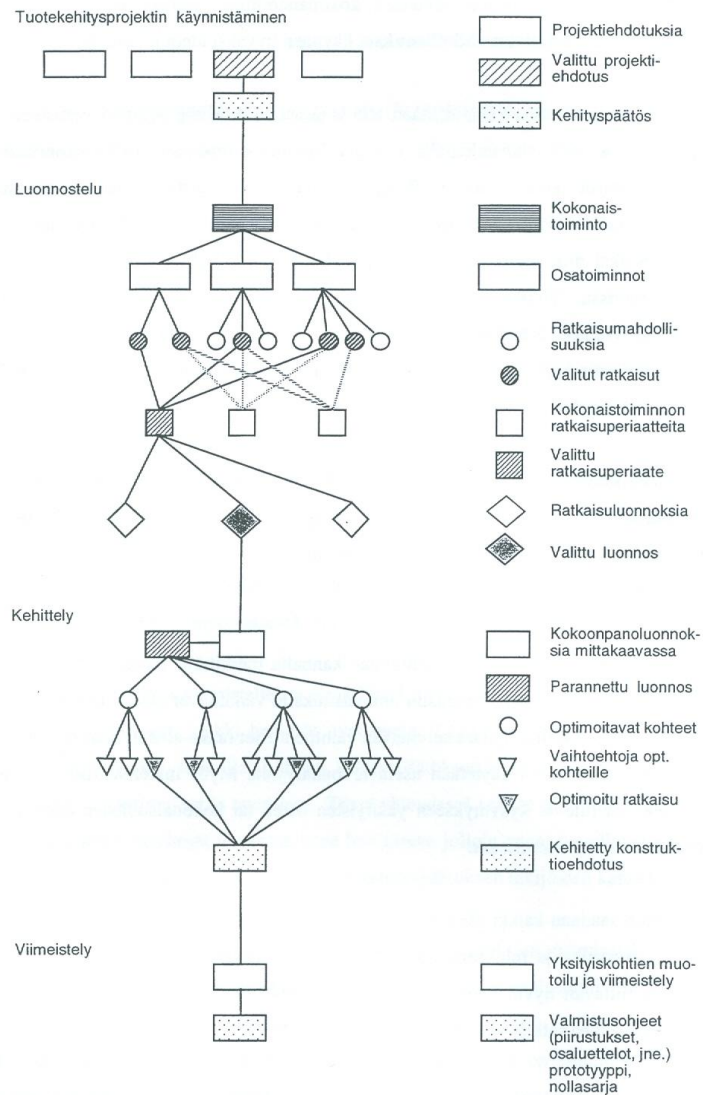 Tuotekehitysprojektin käynnistäminen
Projektiehdotuksia
Valittu projekti-
ehdotus
Kehityspäätös
Luonnostelu
Kokonais-
toiminto
Osatoiminnot
Ratkaisumahdolli-
suuksia
Valitut ratkaisut
Kokonaistoiminnon
ratkaisuperiaatteita
Valittu
ratkaisuperiaate
Ratkaisuluonnoksia
Valittu luonnos
Kehittely
Kokoonpanoluonnok-
sia mittakaavassa
Parannettu luonnos
Optimoitavat kohteet
Vaihtoehtoja opt.
kohteille
Optimoitu ratkaisu
Kehitetty konstruk-
tioehdotus
Viimeistely
Yksityiskohtien muo-
toilu ja viimeistely
Valmistusohjeet
(piirustukset,
osaluettelot, jne.)
prototyyppi,
nollasarja